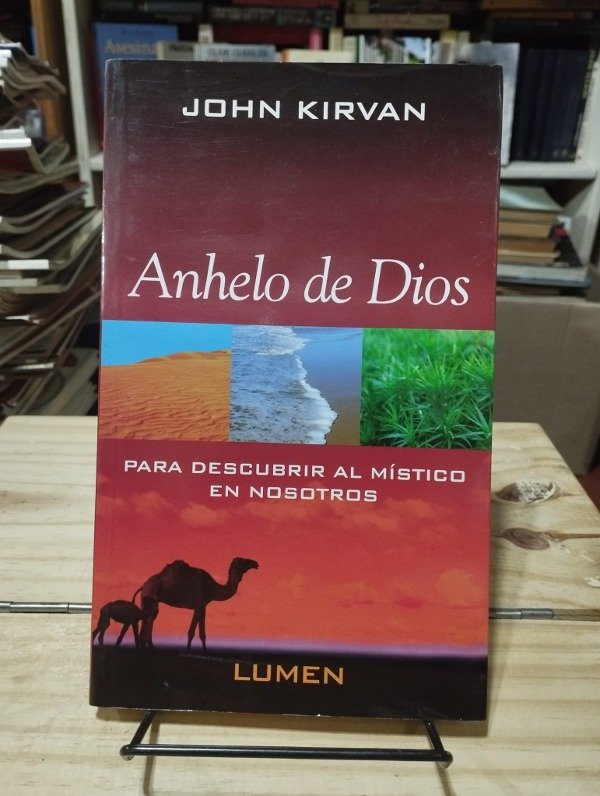 JOHN KIRVAN
Anhelo de Dios
PARA DESCUBRIR AL MÍSTICO
EN NOSOTROS
LUMEN